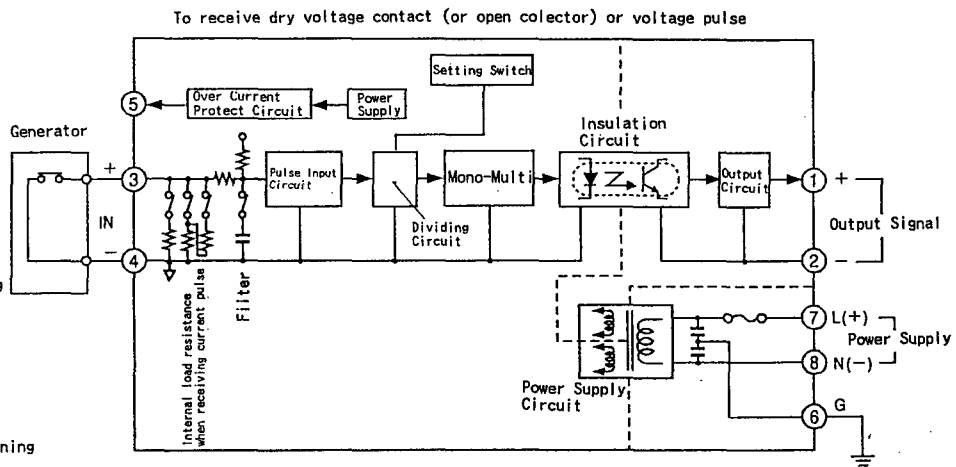 To receive dry voltage contact (or open colector) or voltage pulse
Setting Switch
5
Over Current
Protect Circuit
Power
Supply
Insulation
Circuit
Generator
+
3
Pulse Input
Circuit
Mono-Multi
Output
Circuit
1
+
IN
Dividing
Circuit
Output Signal
-
4
2
-
Internal load resistance
when receiving current pulse
Filter
7
L(+)
Power Supply
8
N(-)
Power Supply
Circuit
6
G
ning